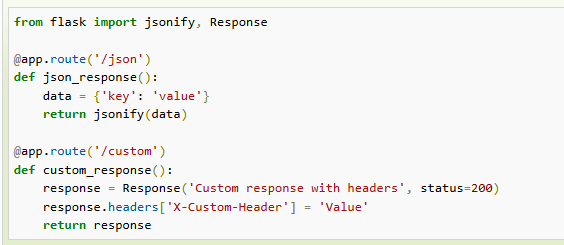 from flask import jsonify, Response

@app.route('/json')
def json_response():
    data = {'key': 'value'}
    return jsonify(data)

@app.route('/custom')
def custom_response():
    response = Response('Custom response with headers', status=200)
    response.headers['X-Custom-Header'] = 'Value'
    return response